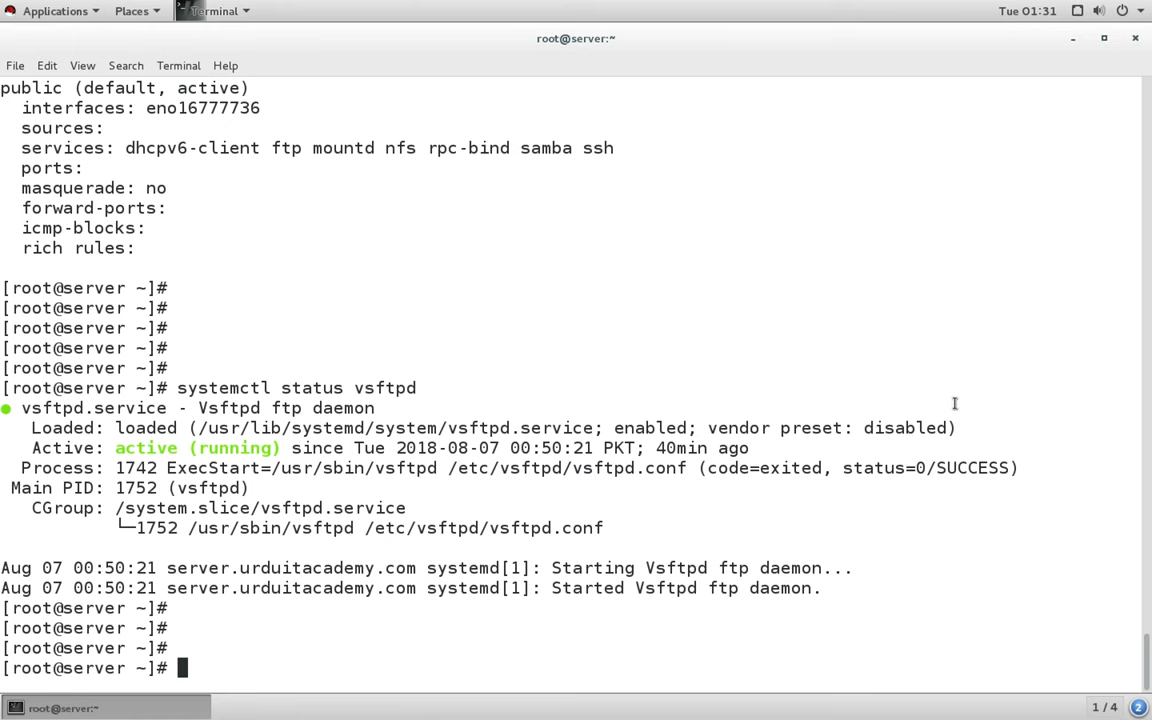 Applications Places Terminal Tue 01:31
root@server:~
File Edit View Search Terminal Help
public (default, active)
  interfaces: eno16777736
  sources:
  services: dhcpv6-client ftp mountd nfs rpc-bind samba ssh
  ports:
  masquerade: no
  forward-ports:
  icmp-blocks:
  rich rules:
[root@server ~]#
[root@server ~]#
[root@server ~]#
[root@server ~]#
[root@server ~]#
[root@server ~]# systemctl status vsftpd
● vsftpd.service - Vsftpd ftp daemon
   Loaded: loaded (/usr/lib/systemd/system/vsftpd.service; enabled; vendor preset: disabled)
   Active: active (running) since Tue 2018-08-07 00:50:21 PKT; 40min ago
  Process: 1742 ExecStart=/usr/sbin/vsftpd /etc/vsftpd/vsftpd.conf (code=exited, status=0/SUCCESS)
 Main PID: 1752 (vsftpd)
   CGroup: /system.slice/vsftpd.service
           └─1752 /usr/sbin/vsftpd /etc/vsftpd/vsftpd.conf
Aug 07 00:50:21 server.urduitacademy.com systemd[1]: Starting Vsftpd ftp daemon...
Aug 07 00:50:21 server.urduitacademy.com systemd[1]: Started Vsftpd ftp daemon.
[root@server ~]#
[root@server ~]#
[root@server ~]#
[root@server ~]#
root@server:~ 1 / 4 2